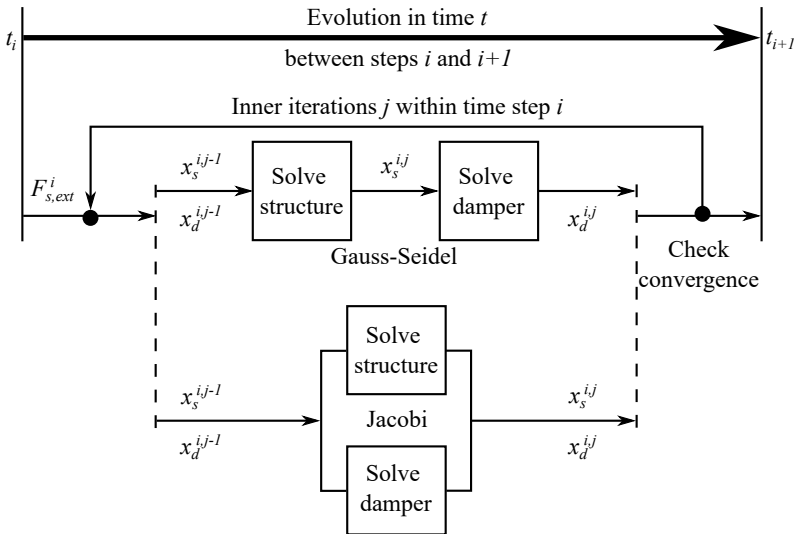 Evolution in time t
t_i
t_{i+1}
between steps i and i+1
Inner iterations j within time step i
F_{s,ext}^i
x_s^{i,j-1}
x_d^{i,j-1}
Solve
structure
x_s^{i,j}
Solve
damper
x_d^{i,j}
Gauss-Seidel
Check
convergence
Solve
structure
x_s^{i,j-1}
x_d^{i,j-1}
Jacobi
x_s^{i,j}
x_d^{i,j}
Solve
damper